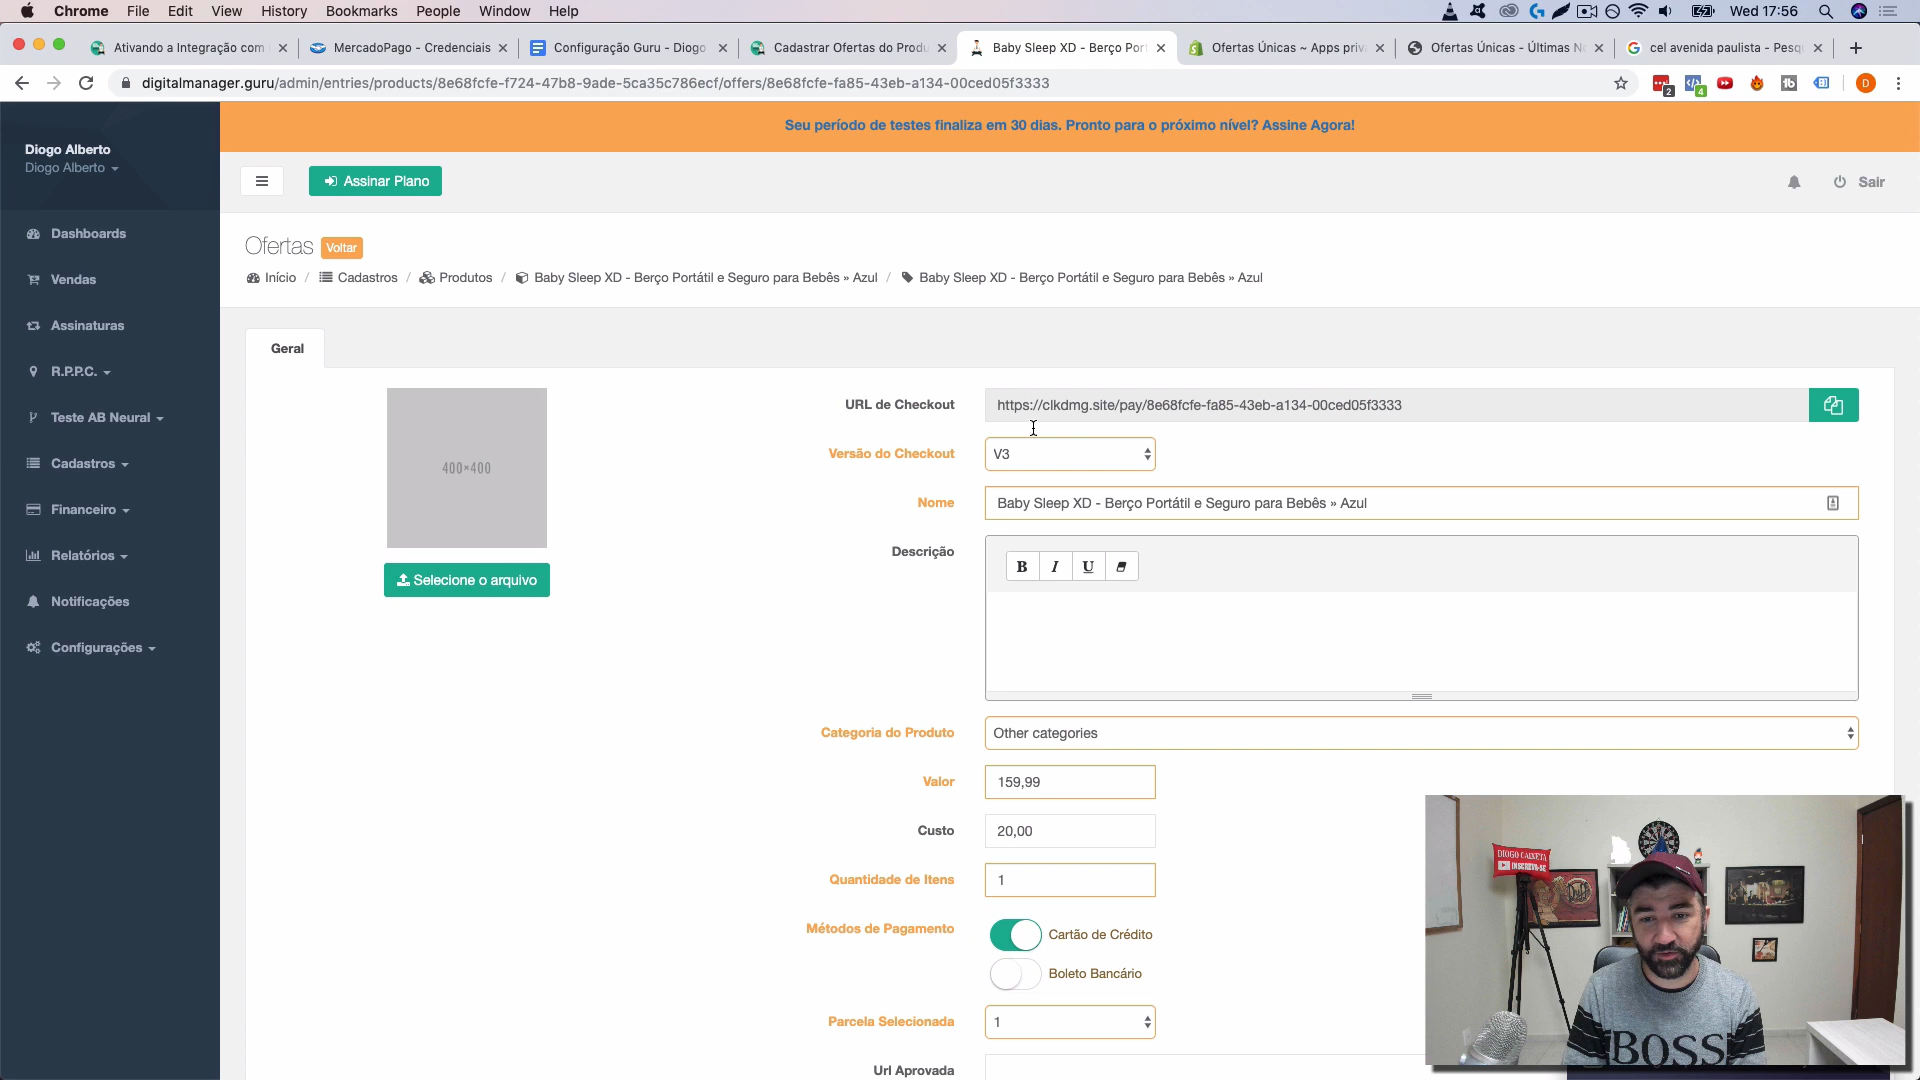 Chrome File Edit View History Bookmarks People Window Help
Wed 17:56
Ativando a Integração com
MercadoPago - Credenciais
Configuração Guru - Diogo
Cadastrar Ofertas do Produ
Baby Sleep XD - Berço Por
Ofertas Únicas ~ Apps priv
Ofertas Únicas - Últimas N
cel avenida paulista - Pesq
digitalmanager.guru/admin/entries/products/8e68fcfe-f724-47b8-9ade-5ca35c786ecf/offers/8e68fcfe-fa85-43eb-a134-00ced05f3333
2
4
D
Diogo Alberto
Diogo Alberto
Seu período de testes finaliza em 30 dias. Pronto para o próximo nível? Assine Agora!
Assinar Plano
Sair
Dashboards
Vendas
Assinaturas
R.P.P.C.
Teste AB Neural
Cadastros
Financeiro
Relatórios
Notificações
Configurações
Ofertas Voltar
Início / Cadastros / Produtos / Baby Sleep XD - Berço Portátil e Seguro para Bebês » Azul / Baby Sleep XD - Berço Portátil e Seguro para Bebês » Azul
Geral
400×400
Selecione o arquivo
URL de Checkout https://clkdmg.site/pay/8e68fcfe-fa85-43eb-a134-00ced05f3333
Versão do Checkout V3
Nome Baby Sleep XD - Berço Portátil e Seguro para Bebês » Azul
Descrição
B I U
Categoria do Produto Other categories
Valor 159,99
Custo 20,00
Quantidade de Itens 1
Métodos de Pagamento Cartão de Crédito
Boleto Bancário
Parcela Selecionada 1
Url Aprovada
DIOGO CAIXETA
INSCREVA-SE
BOSS